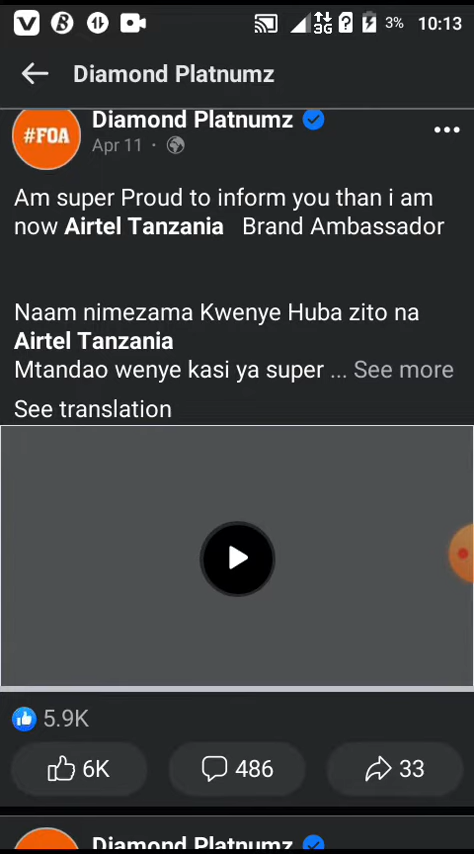 3G 3% 10:13
Diamond Platnumz
#FOA
Diamond Platnumz
Apr 11 ·
Am super Proud to inform you than i am
now Airtel Tanzania Brand Ambassador
Naam nimezama Kwenye Huba zito na
Airtel Tanzania
Mtandao wenye kasi ya super ... See more
See translation
5.9K
6K 486 33
Diamond Platnumz